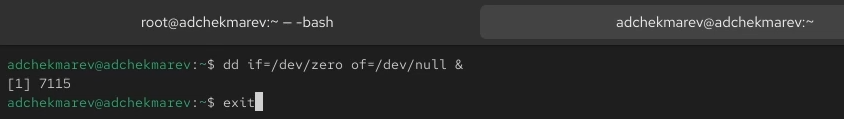 root@adchekmarev:~ — -bash
adchekmarev@adchekmarev:~
adchekmarev@adchekmarev:~$ dd if=/dev/zero of=/dev/null &
[1] 7115
adchekmarev@adchekmarev:~$ exit